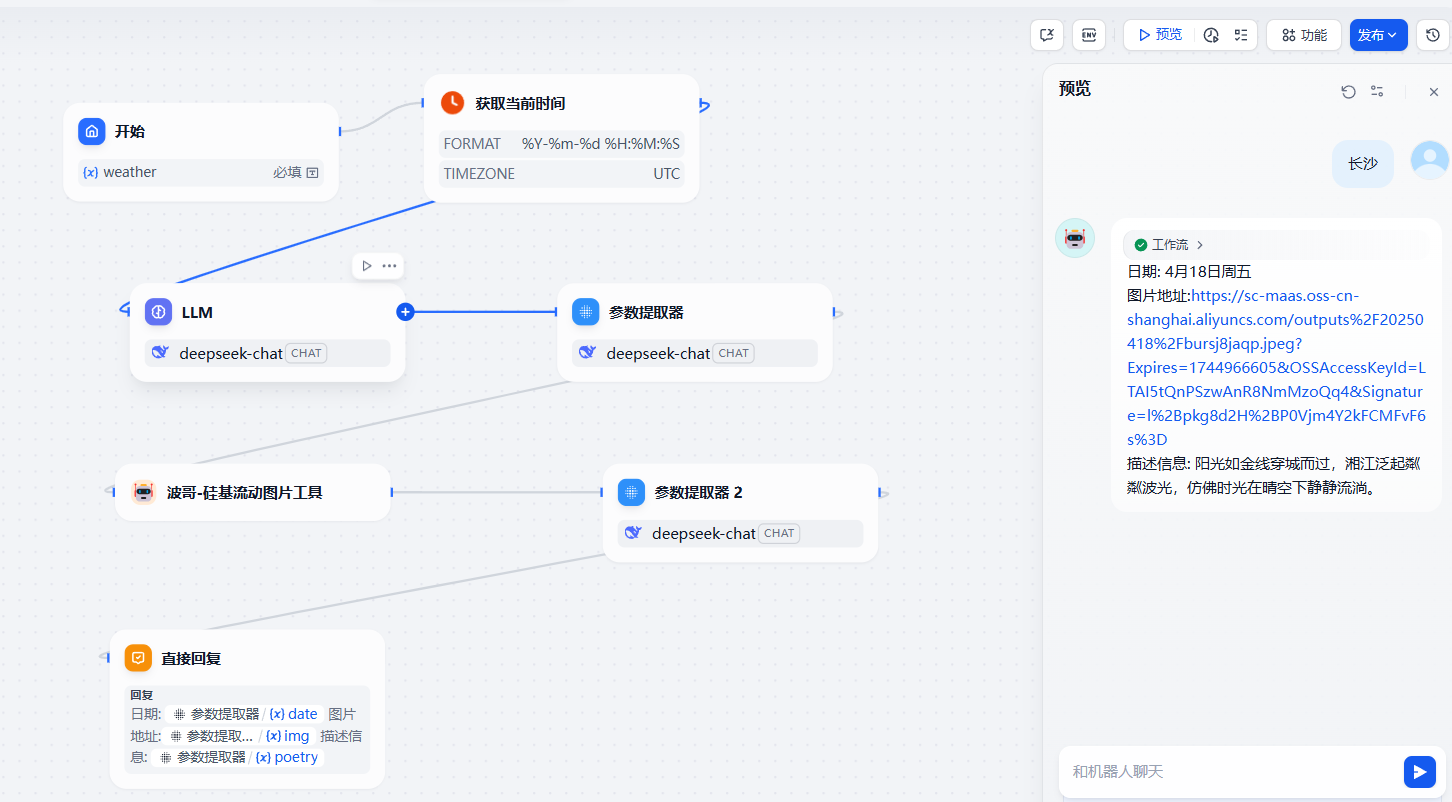 ENV
预览
功能
发布
开始
{x} weather
必填
获取当前时间
FORMAT %Y-%m-%d %H:%M:%S
TIMEZONE UTC
LLM
deepseek-chat CHAT
参数提取器
deepseek-chat CHAT
波哥-硅基流动图片工具
参数提取器 2
deepseek-chat CHAT
直接回复
回复
日期: 参数提取器 / {x} date 图片
地址: 参数提取... / {x} img 描述信
息: 参数提取器 / {x} poetry
预览
长沙
工作流
日期: 4月18日周五
图片地址:https://sc-maas.oss-cn-
shanghai.aliyuncs.com/outputs%2F20250
418%2Fbursj8jaqp.jpeg?
Expires=1744966605&OSSAccessKeyId=L
TAI5tQnPSzwAnR8NmMzoQq4&Signatur
e=l%2Bpkg8d2H%2BP0Vjm4Y2kFCMFvF6
s%3D
描述信息: 阳光如金线穿城而过，湘江泛起粼
粼波光，仿佛时光在晴空下静静流淌。
和机器人聊天